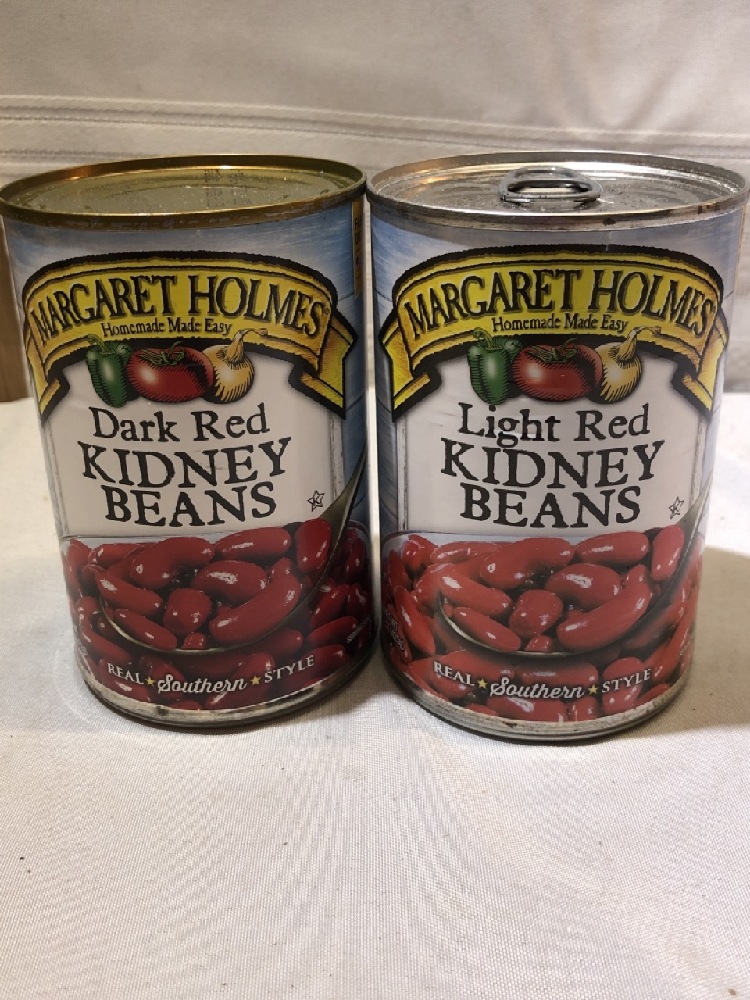 MARGARET HOLMES
Homemade Made Easy
Dark Red
KIDNEY
BEANS
REAL ★ Southern ★ STYLE
MARGARET HOLMES
Homemade Made Easy
Light Red
KIDNEY
BEANS
REAL ★ Southern ★ STYLE